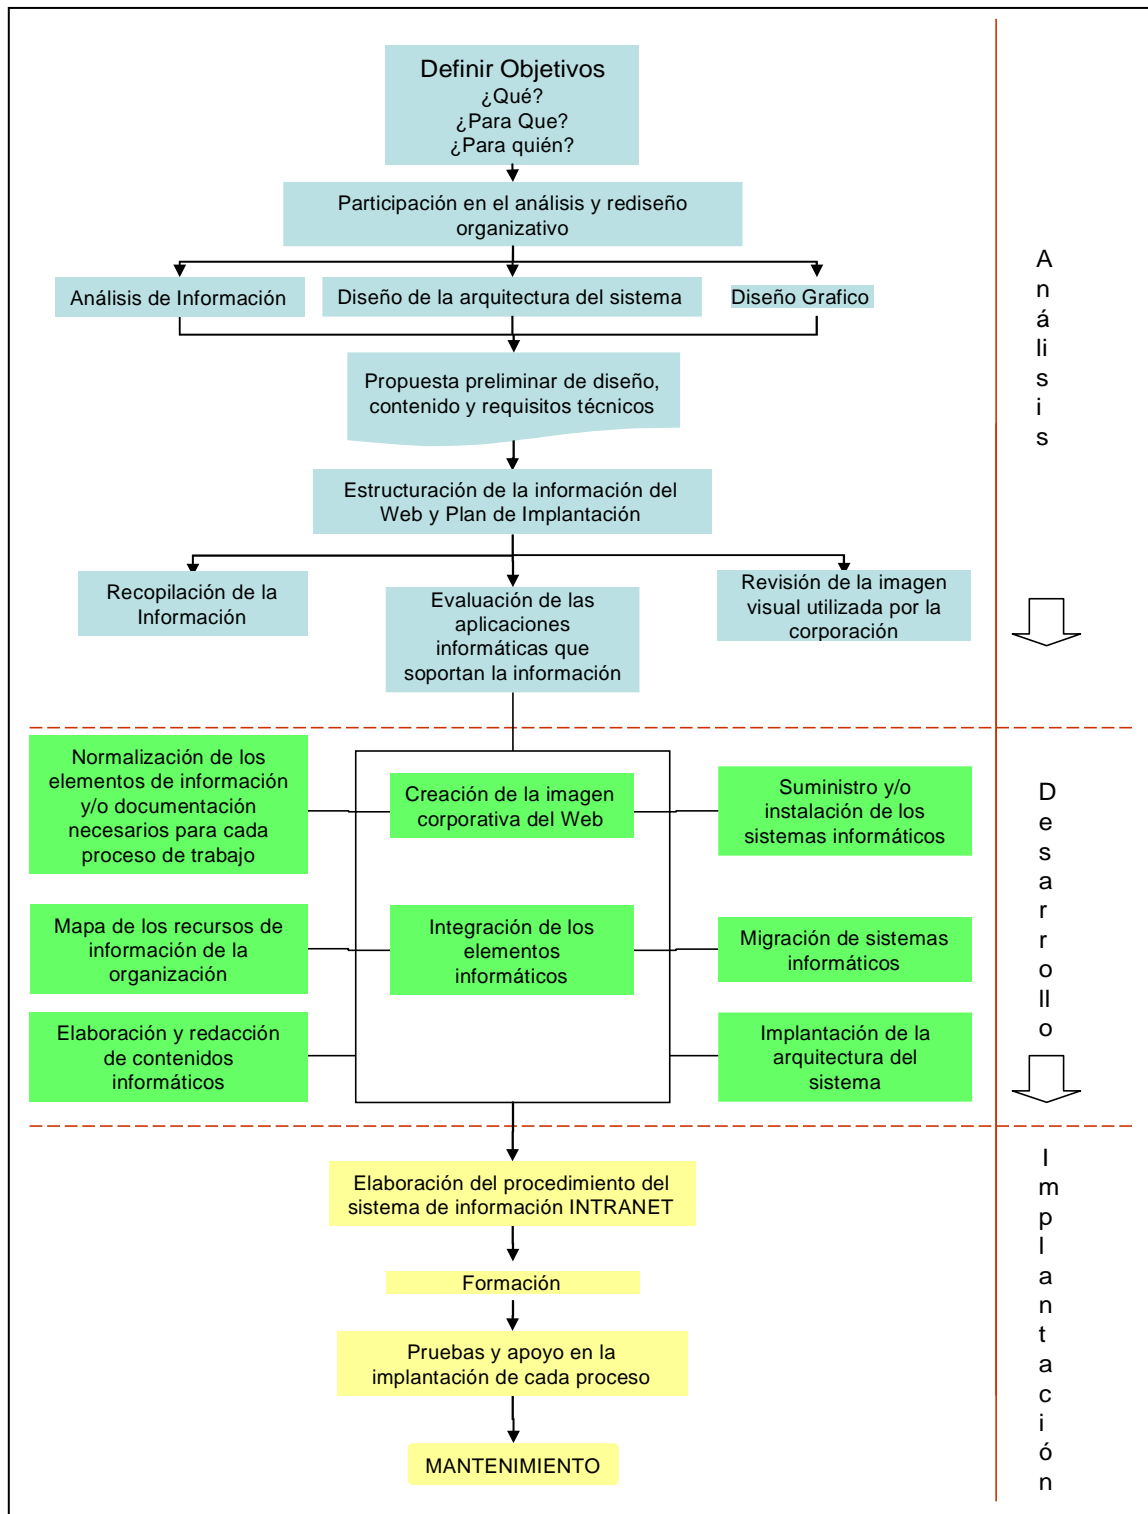 Definir Objetivos
¿Qué?
¿Para Que?
¿Para quién?
Participación en el análisis y rediseño
organizativo
Análisis de Información
Diseño de la arquitectura del sistema
Diseño Grafico
Propuesta preliminar de diseño,
contenido y requisitos técnicos
Estructuración de la información del
Web y Plan de Implantación
Recopilación de la
Información
Evaluación de las
aplicaciones
informáticas que
soportan la información
Revisión de la imagen
visual utilizada por la
corporación
Análisis
Normalización de los
elementos de información
y/o documentación
necesarios para cada
proceso de trabajo
Creación de la imagen
corporativa del Web
Suministro y/o
instalación de los
sistemas informáticos
Mapa de los recursos de
información de la
organización
Integración de los
elementos
informáticos
Migración de sistemas
informáticos
Elaboración y redacción
de contenidos
informáticos
Implantación de la
arquitectura del
sistema
Desarrollo
Elaboración del procedimiento del
sistema de información INTRANET
Formación
Pruebas y apoyo en la
implantación de cada proceso
MANTENIMIENTO
Implantación